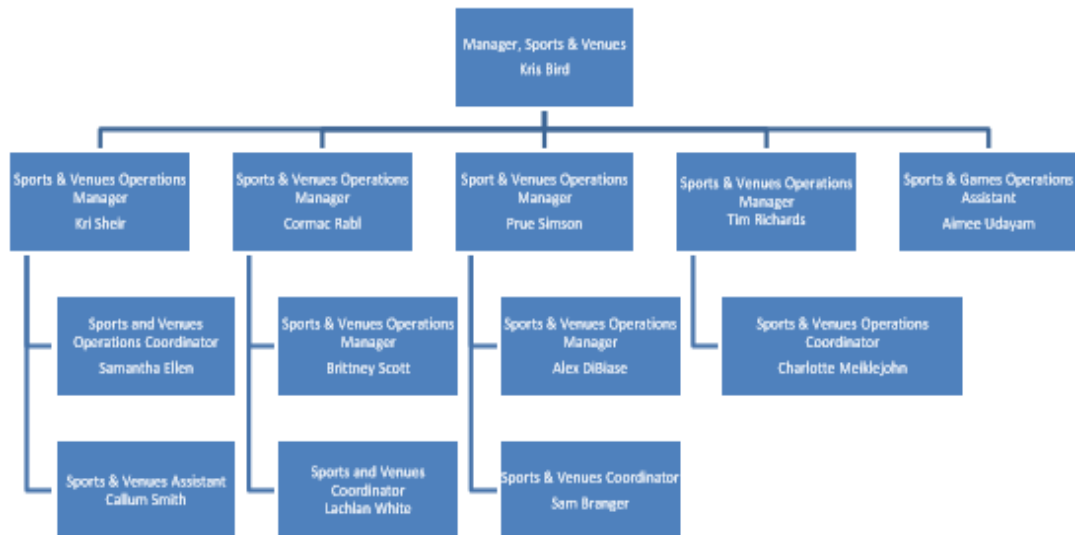 Manager, Sports & Venues
Kris Bird
Sports & Venues Operations
Manager
Kri Sheir
Sports & Venues Operations
Manager
Cormac Rabl
Sport & Venues Operations
Manager
Prue Simson
Sports & Venues Operations
Manager
Tim Richards
Sports & Games Operations
Assistant
Aimee Udayam
Sports and Venues
Operations Coordinator
Samantha Ellen
Sports & Venues Operations
Manager
Brittney Scott
Sports & Venues Operations
Manager
Alex DiBiase
Sports & Venues Operations
Coordinator
Charlotte Meiklejohn
Sports & Venues Assistant
Callum Smith
Sports and Venues
Coordinator
Lachlan White
Sports & Venues Coordinator
Sam Branger